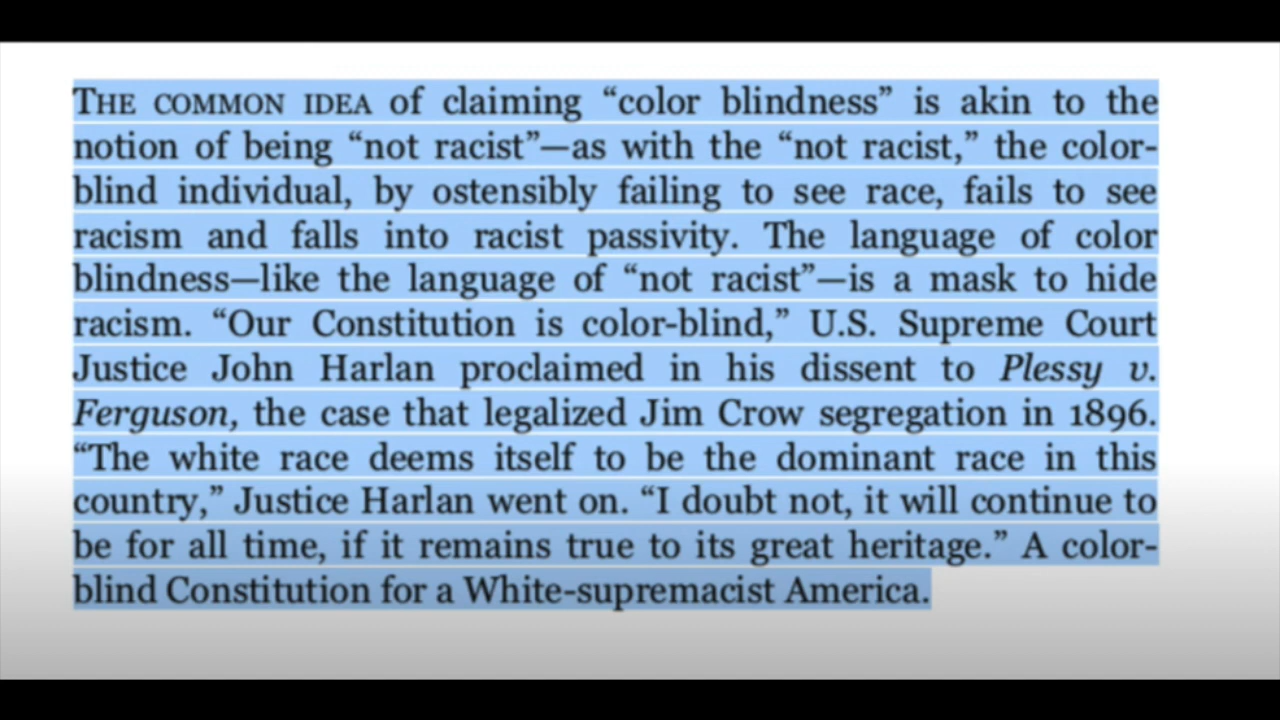 THE COMMON IDEA of claiming “color blindness” is akin to the
notion of being “not racist”—as with the “not racist,” the color-
blind individual, by ostensibly failing to see race, fails to see
racism and falls into racist passivity. The language of color
blindness—like the language of “not racist”—is a mask to hide
racism. “Our Constitution is color-blind,” U.S. Supreme Court
Justice John Harlan proclaimed in his dissent to Plessy v.
Ferguson, the case that legalized Jim Crow segregation in 1896.
“The white race deems itself to be the dominant race in this
country,” Justice Harlan went on. “I doubt not, it will continue to
be for all time, if it remains true to its great heritage.” A color-
blind Constitution for a White-supremacist America.